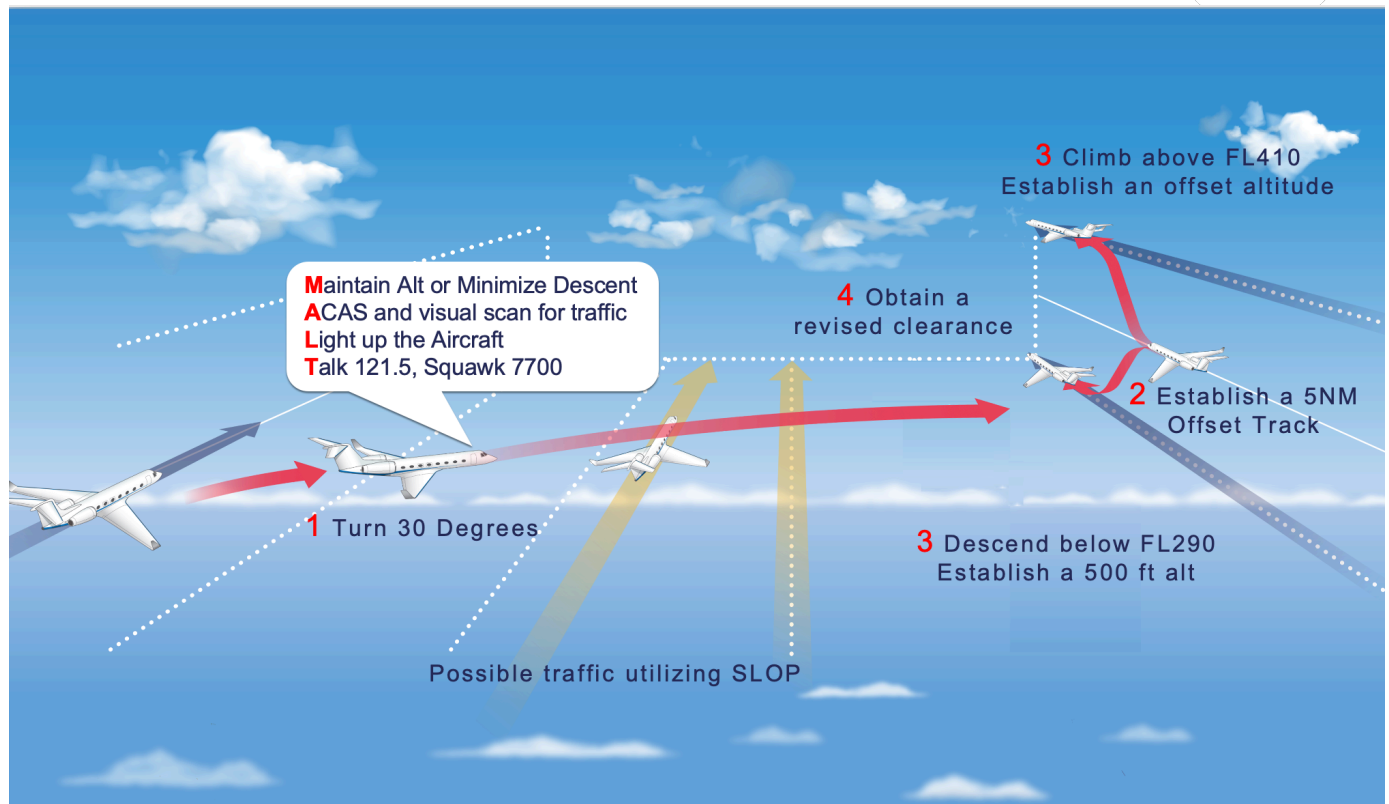 3 Climb above FL410
Establish an offset altitude
Maintain Alt or Minimize Descent
ACAS and visual scan for traffic
Light up the Aircraft
Talk 121.5, Squawk 7700
4 Obtain a
revised clearance
2 Establish a 5NM
Offset Track
1 Turn 30 Degrees
3 Descend below FL290
Establish a 500 ft alt
Possible traffic utilizing SLOP